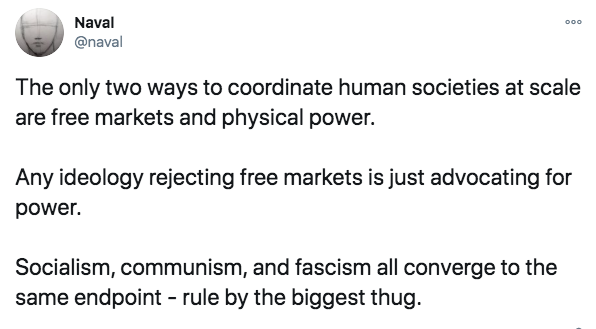 Naval
@naval
The only two ways to coordinate human societies at scale
are free markets and physical power.
Any ideology rejecting free markets is just advocating for
power.
Socialism, communism, and fascism all converge to the
same endpoint - rule by the biggest thug.